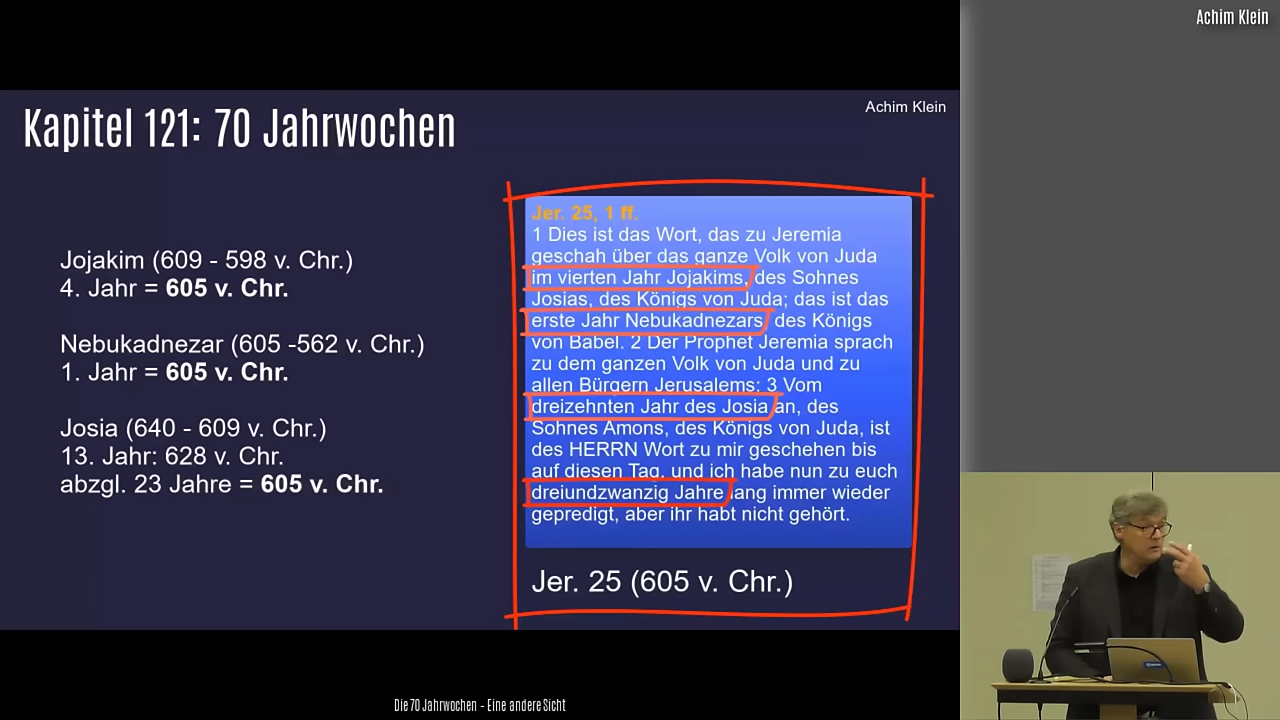 Achim Klein
Achim Klein
Kapitel 121: 70 Jahrwochen
Jojakim (609 - 598 v. Chr.)
4. Jahr = 605 v. Chr.
Nebukadnezar (605 -562 v. Chr.)
1. Jahr = 605 v. Chr.
Josia (640 - 609 v. Chr.)
13. Jahr: 628 v. Chr.
abzgl. 23 Jahre = 605 v. Chr.
Jer. 25, 1 ff.
1 Dies ist das Wort, das zu Jeremia
geschah über das ganze Volk von Juda
im vierten Jahr Jojakims, des Sohnes
Josias, des Königs von Juda; das ist das
erste Jahr Nebukadnezars, des Königs
von Babel. 2 Der Prophet Jeremia sprach
zu dem ganzen Volk von Juda und zu
allen Bürgern Jerusalems: 3 Vom
dreizehnten Jahr des Josia an, des
Sohnes Amons, des Königs von Juda, ist
des HERRN Wort zu mir geschehen bis
auf diesen Tag, und ich habe nun zu euch
dreiundzwanzig Jahre lang immer wieder
gepredigt, aber ihr habt nicht gehört.
Jer. 25 (605 v. Chr.)
Die 70 Jahrwochen - Eine andere Sicht